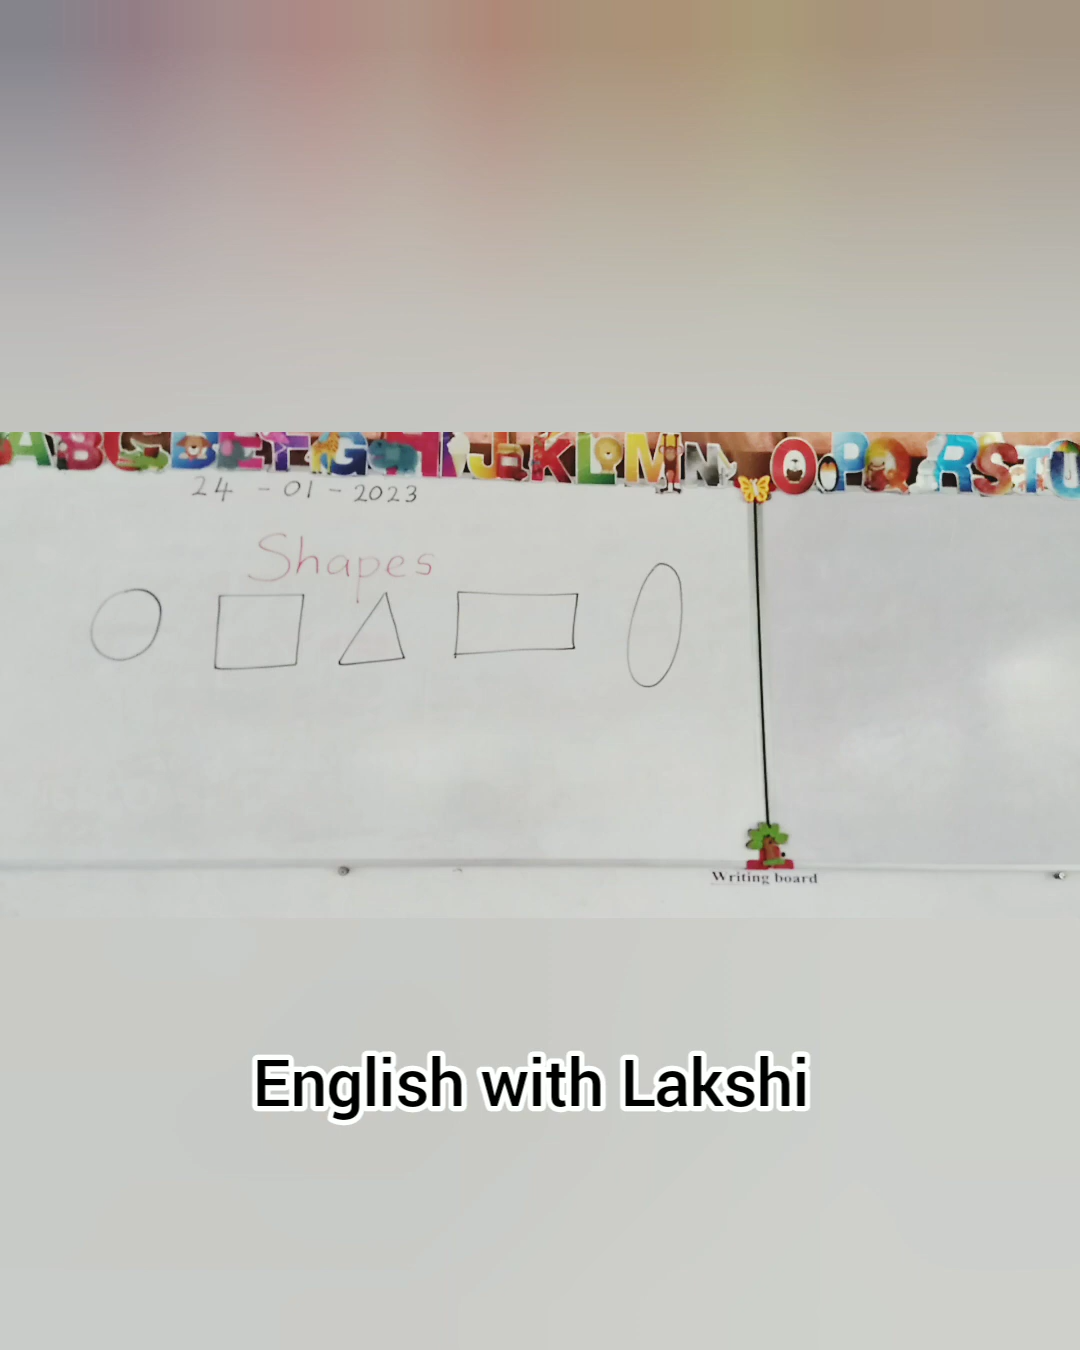 A B C D E F G H I J K L M N O P Q R S T U
24 - 01 - 2023
Shapes
Writing board
English with Lakshi